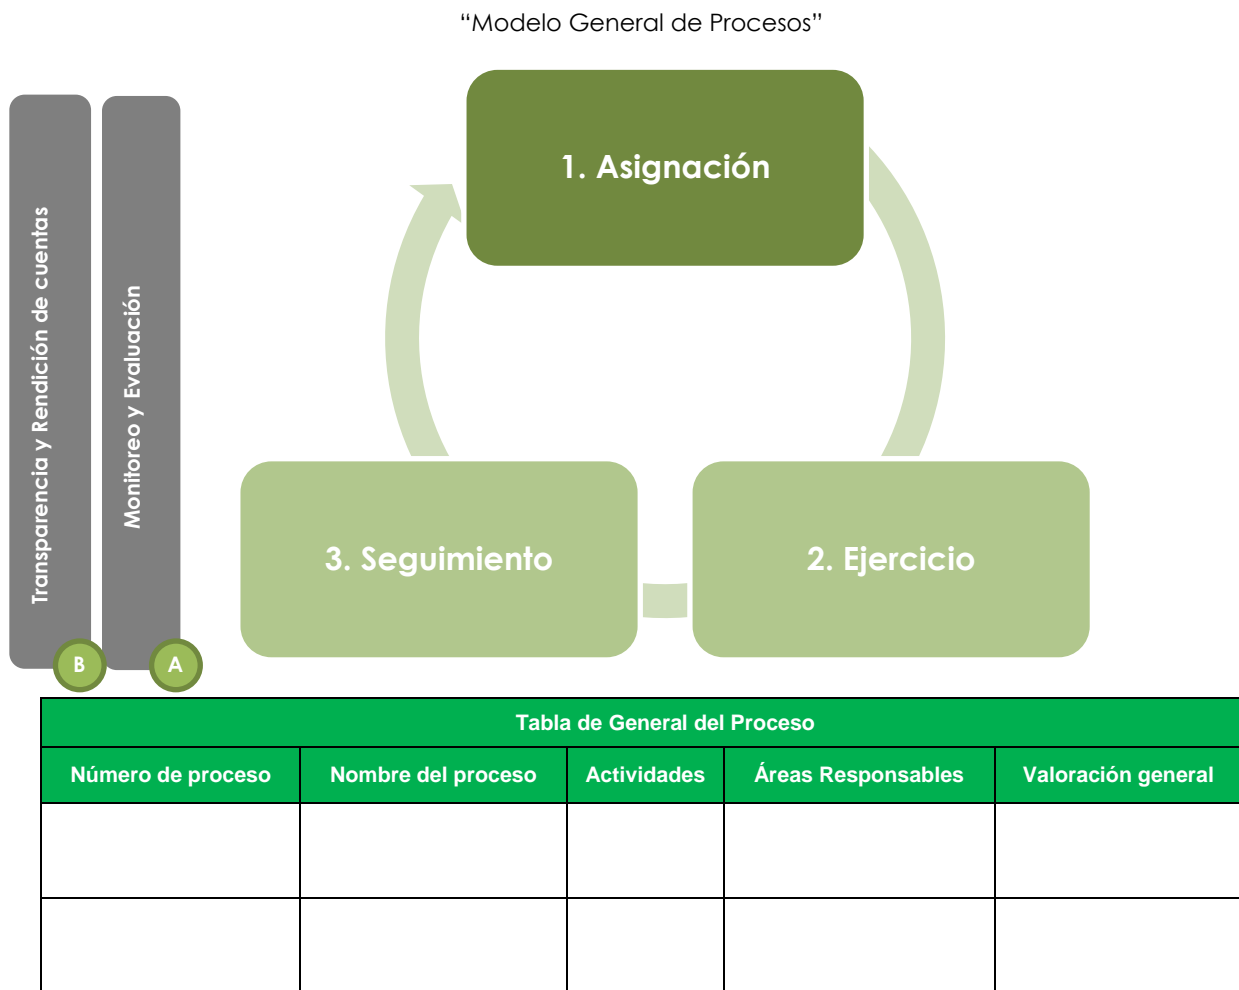 “Modelo General de Procesos”
1. Asignación
Transparencia y Rendición de cuentas
Monitoreo y Evaluación
3. Seguimiento
2. Ejercicio
B
A
Tabla de General del Proceso
Número de proceso
Nombre del proceso
Actividades
Áreas Responsables
Valoración general